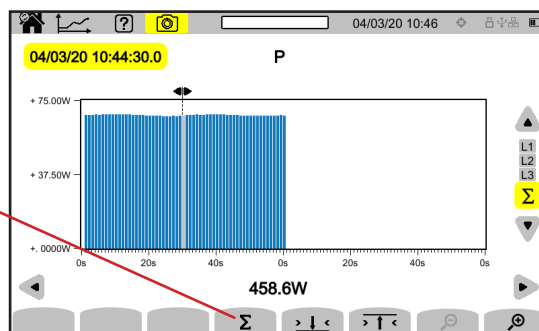 ? 04/03/20 10:46
04/03/20 10:44:30.0 P
+ 75.00W
+ 37.50W
+. 0000W
0s 20s 40s 0s 20s 40s 0s
L1
L2
L3
Σ
458.6W
Σ